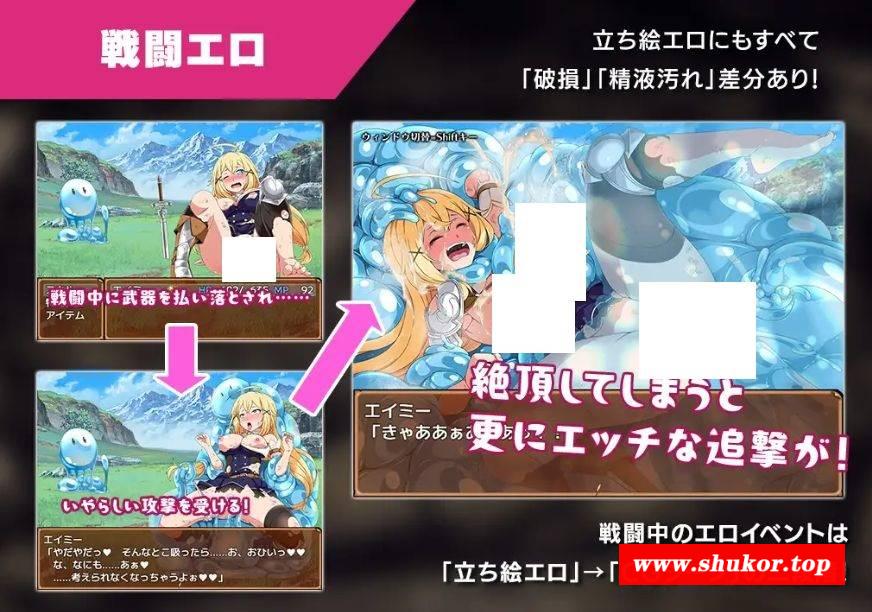 戦闘エロ
立ち絵エロにもすべて
「破損」「精液汚れ」差分あり!
ウィンドウ切替=Shiftキー
MP 92
戦闘中に武器を払い落とされ……
アイテム
いやらしい攻撃を受ける!
エイミー
「やだやだっ♥ そんなとこ吸ったら……お、おひいっ♥♥
な、なにも……あぁ♥
……考えられなくなっちゃうよぉ♥♥」
エイミー
「きゃああぁあ
絶頂してしまうと
更にエッチな追撃が!
戦闘中のエロイベントは
「立ち絵エロ」→「
www.shukor.top